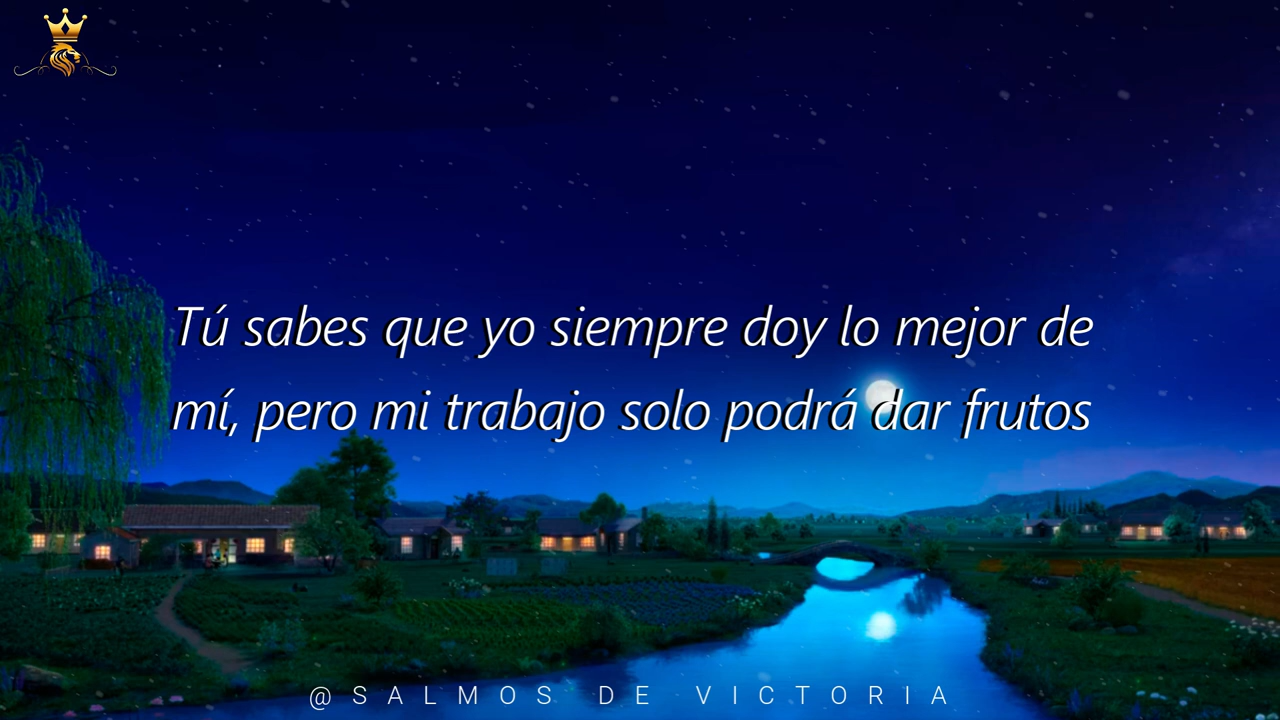 Tú sabes que yo siempre doy lo mejor de
mí, pero mi trabajo solo podrá dar frutos
@SALMOS DE VICTORIA